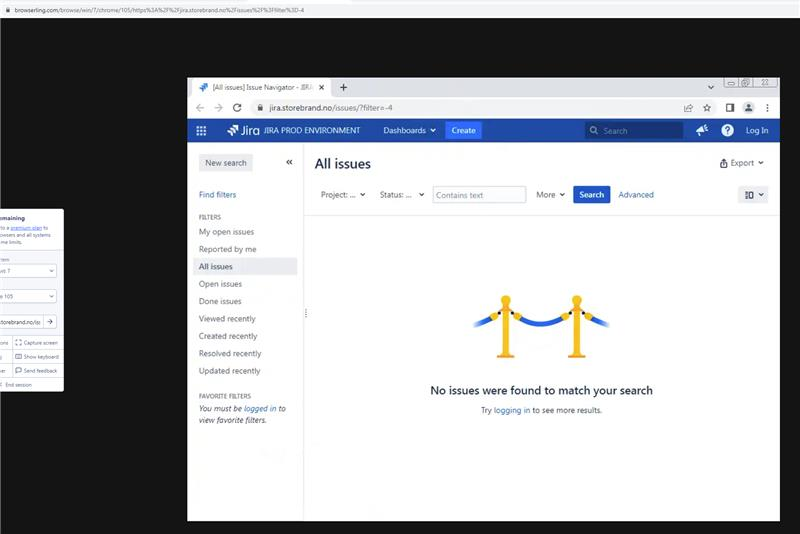 browserling.com/browse/win/7/chrome/105/https%3A%2F%2Fjira.storebrand.no%2Fissues%2F%3Ffilter%3D-4
[All issues] Issue Navigator - JIRA
jira.storebrand.no/issues/?filter=-4
Jira JIRA PROD ENVIRONMENT Dashboards Create Search Log In
New search
All issues
Export
Find filters
Project: ... Status: ... Contains text More Search Advanced
FILTERS
My open issues
Reported by me
All issues
Open issues
Done issues
Viewed recently
Created recently
Resolved recently
Updated recently
FAVORITE FILTERS
You must be logged in to
view favorite filters.
No issues were found to match your search
Try logging in to see more results.
emaining
to a premium plan to
owsers and all systems
me limits.
105
storebrand.no/iss
ons Capture screen
Show keyboard
Send feedback
End session